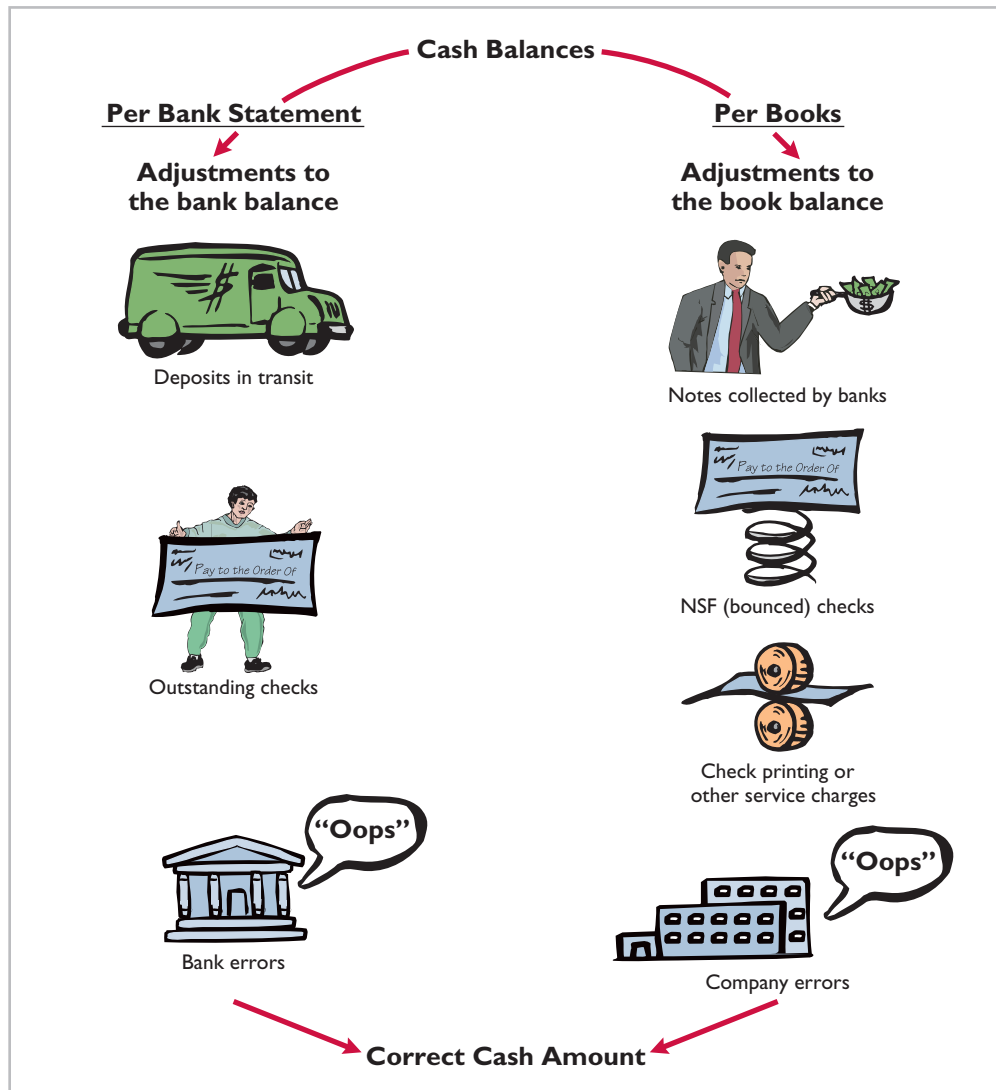 Cash Balances
Per Bank Statement
Adjustments to
the bank balance
Deposits in transit
Pay to the Order Of
Outstanding checks
“Oops”
Bank errors
Per Books
Adjustments to
the book balance
$
Notes collected by banks
Pay to the Order Of
NSF (bounced) checks
Check printing or
other service charges
“Oops”
Company errors
Correct Cash Amount